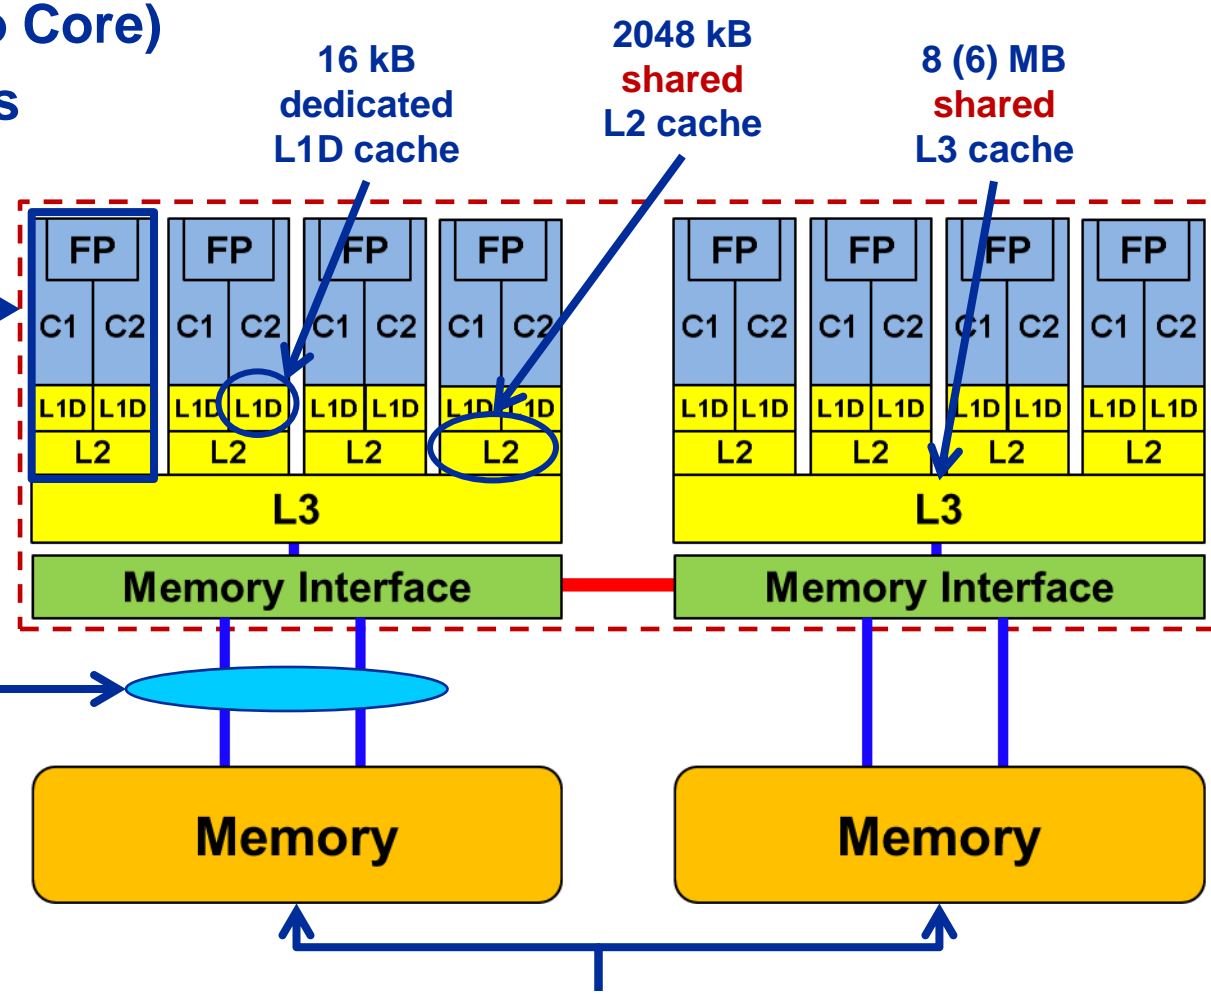 Core)
s
16 kB
dedicated
L1D cache
2048 kB
shared
L2 cache
8 (6) MB
shared
L3 cache
FP FP FP FP FP FP FP FP
C1 C2 C1 C2 C1 C2 C1 C2 C1 C2 C1 C2 C1 C2 C1 C2
L1D L1D L1D L1D L1D L1D L1D L1D L1D L1D L1D L1D L1D L1D L1D L1D
L2 L2 L2 L2 L2 L2 L2 L2
L3 L3
Memory Interface Memory Interface
Memory Memory